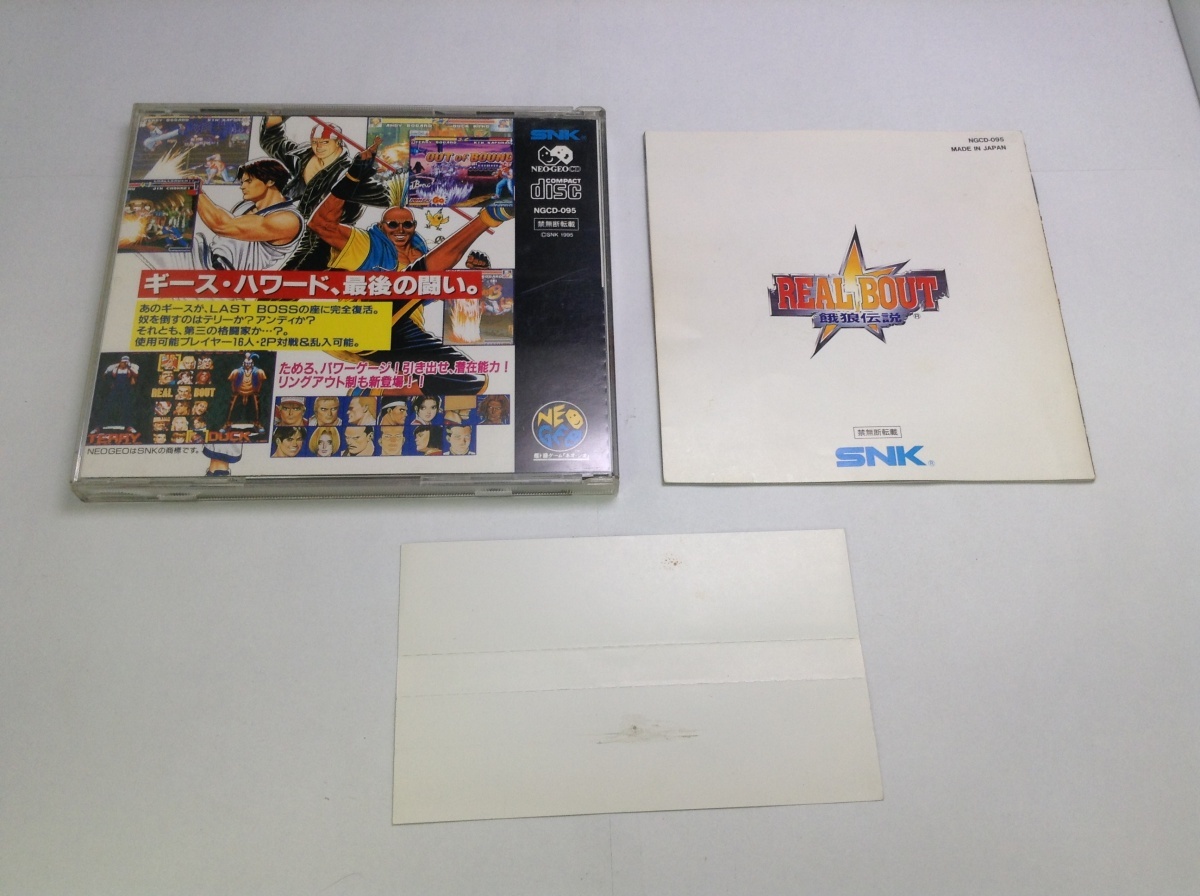 SNK
NEO•GEO CD
COMPACT
disc
NGCD-095
禁無断転載
©SNK 1995
OUT of BOUND
ギース・ハワード、最後の闘い。
あのギースが、LAST BOSSの座に完全復活。
奴を倒すのはテリーか?アンディか?
それとも、第三の格闘家か…?。
使用可能プレイヤー16人・2P対戦&乱入可能。
ためろ、パワーゲージ!引き出せ、潜在能力!
リングアウト制も新登場!!
REAL BOUT
TERRY
DUCK
NEOGEOはSNKの商標です。
NEO
GEO
NGCD-095
MADE IN JAPAN
REAL BOUT
餓狼伝説®
禁無断転載
SNK®